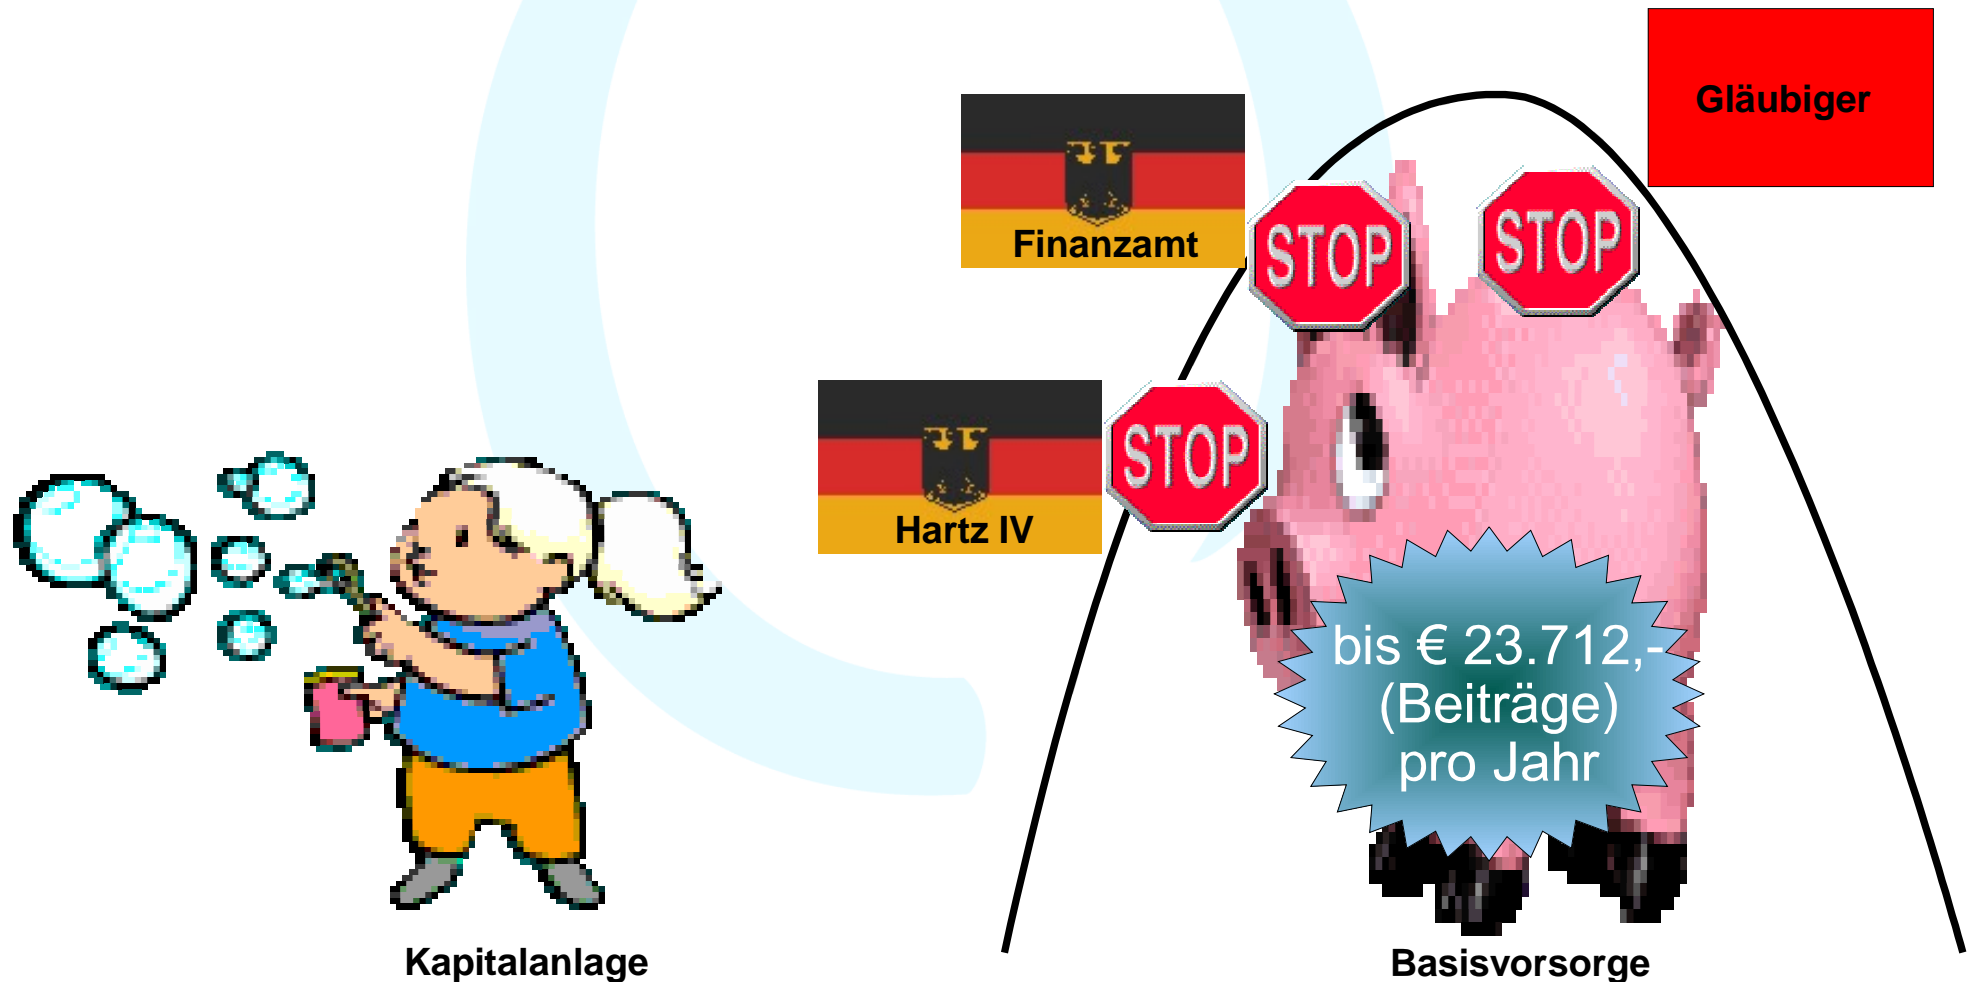 Gläubiger
Finanzamt
STOP
STOP
Hartz IV
STOP
bis € 23.712,-
(Beiträge)
pro Jahr
Kapitalanlage
Basisvorsorge